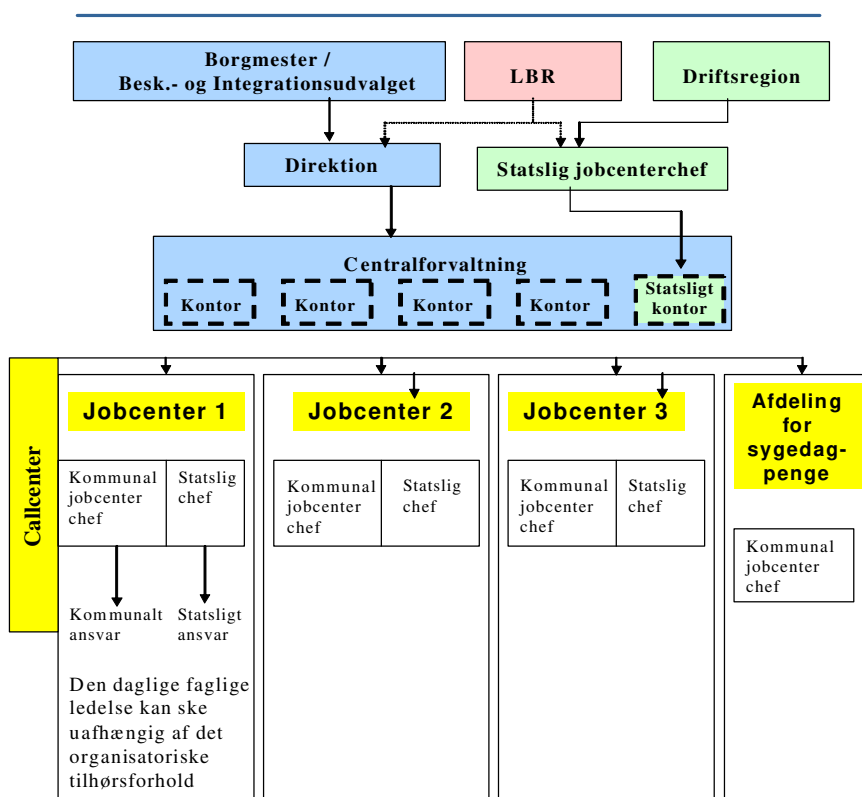 Borgmester /
Besk.- og Integrationsudvalget
LBR
Driftsregion
Direktion
Statslig jobcenterchef
Centralforvaltning
Kontor
Kontor
Kontor
Kontor
Statsligt
kontor
Callcenter
Jobcenter 1
Kommunal
jobcenter
chef
Statslig
chef
Kommunalt
ansvar
Statsligt
ansvar
Den daglige faglige
ledelse kan ske
uafhængig af det
organisatoriske
tilhørsforhold
Jobcenter 2
Kommunal
jobcenter
chef
Statslig
chef
Jobcenter 3
Kommunal
jobcenter
chef
Statslig
chef
Afdeling
for
sygedag-
penge
Kommunal
jobcenter
chef